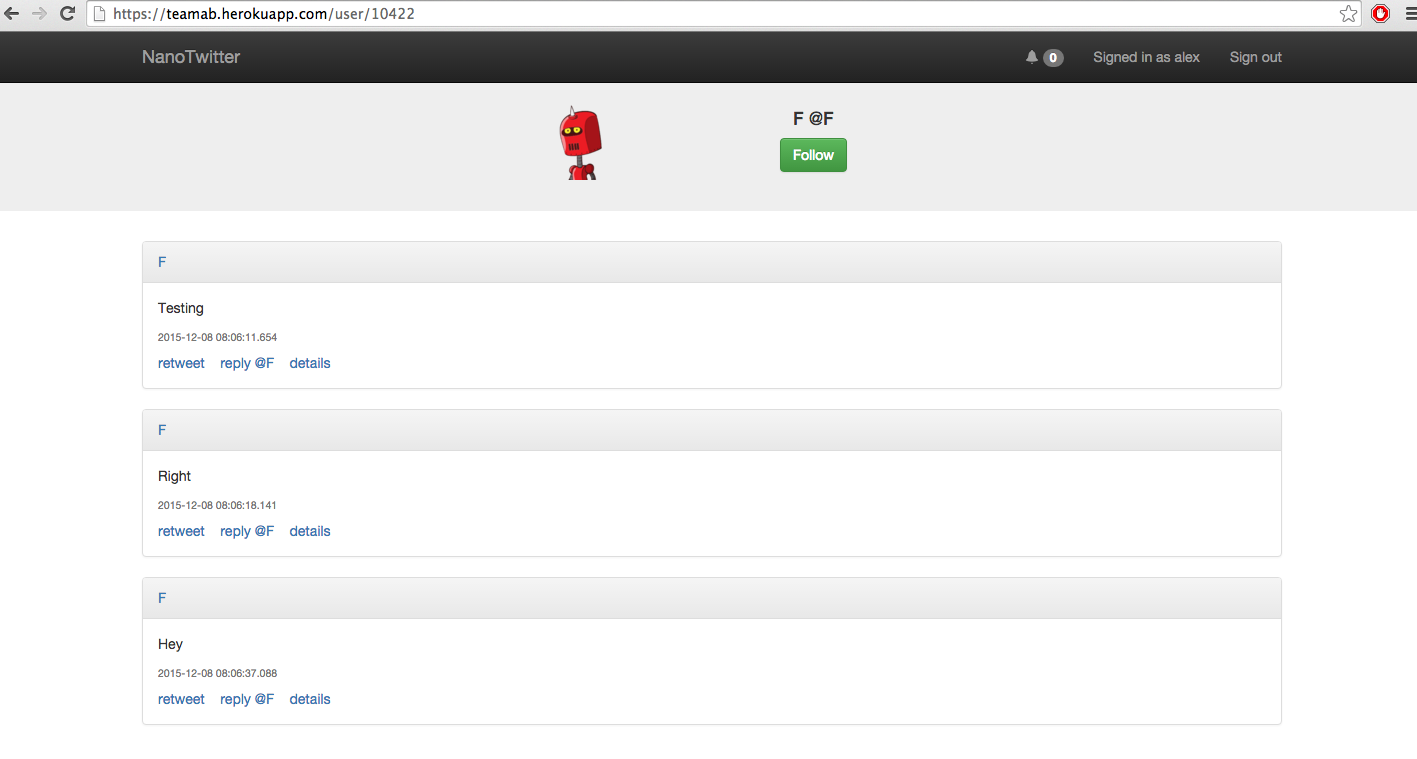 https://teamab.herokuapp.com/user/10422
NanoTwitter
0
Signed in as alex
Sign out
F @F
Follow
F
Testing
2015-12-08 08:06:11.654
retweet reply @F details
F
Right
2015-12-08 08:06:18.141
retweet reply @F details
F
Hey
2015-12-08 08:06:37.088
retweet reply @F details